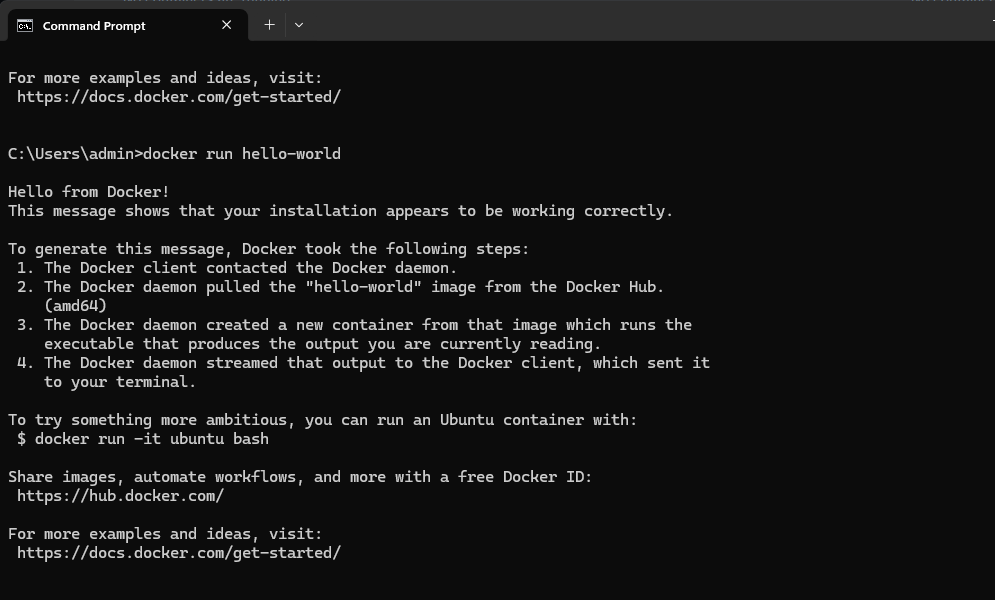 Command Prompt
For more examples and ideas, visit:
https://docs.docker.com/get-started/
C:\Users\admin>docker run hello-world
Hello from Docker!
This message shows that your installation appears to be working correctly.
To generate this message, Docker took the following steps:
1. The Docker client contacted the Docker daemon.
2. The Docker daemon pulled the "hello-world" image from the Docker Hub.
(amd64)
3. The Docker daemon created a new container from that image which runs the
executable that produces the output you are currently reading.
4. The Docker daemon streamed that output to the Docker client, which sent it
to your terminal.
To try something more ambitious, you can run an Ubuntu container with:
$ docker run -it ubuntu bash
Share images, automate workflows, and more with a free Docker ID:
https://hub.docker.com/
For more examples and ideas, visit:
https://docs.docker.com/get-started/